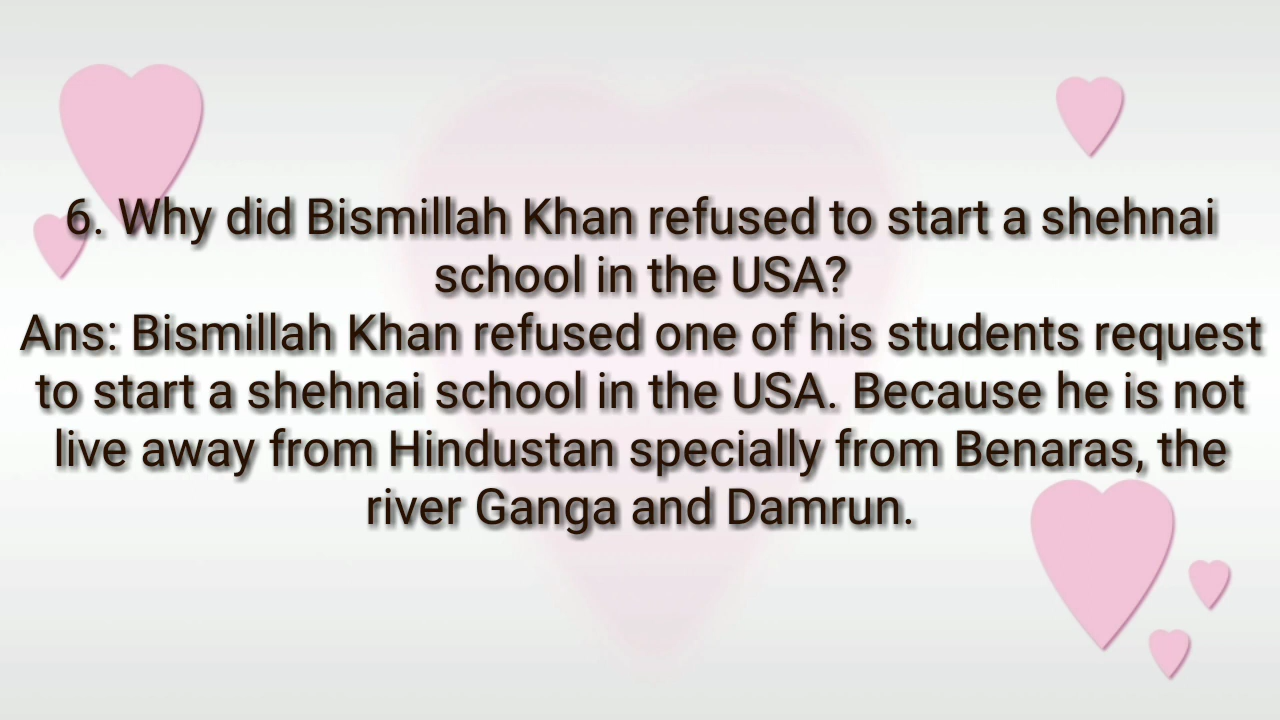 6. Why did Bismillah Khan refused to start a shehnai
school in the USA?
Ans: Bismillah Khan refused one of his students request
to start a shehnai school in the USA. Because he is not
live away from Hindustan specially from Benaras, the
river Ganga and Damrun.